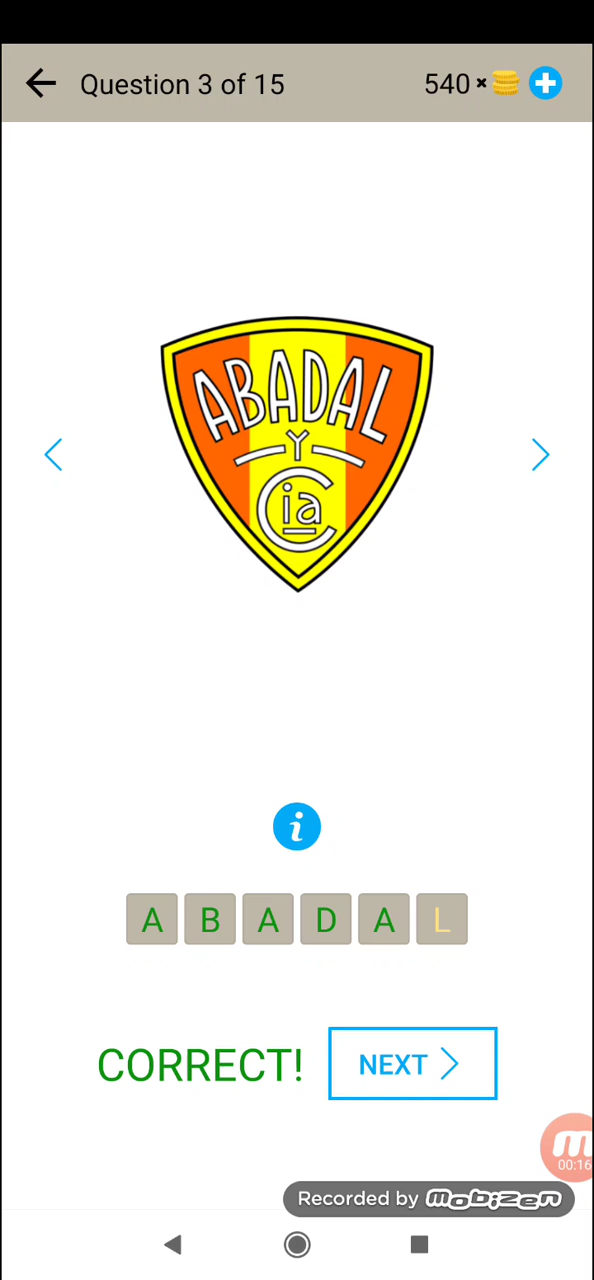 Question 3 of 15
540 ×
ABADAL
Y
Cia
i
A B A D A L
CORRECT!
NEXT
m
00:16
Recorded by mobizen